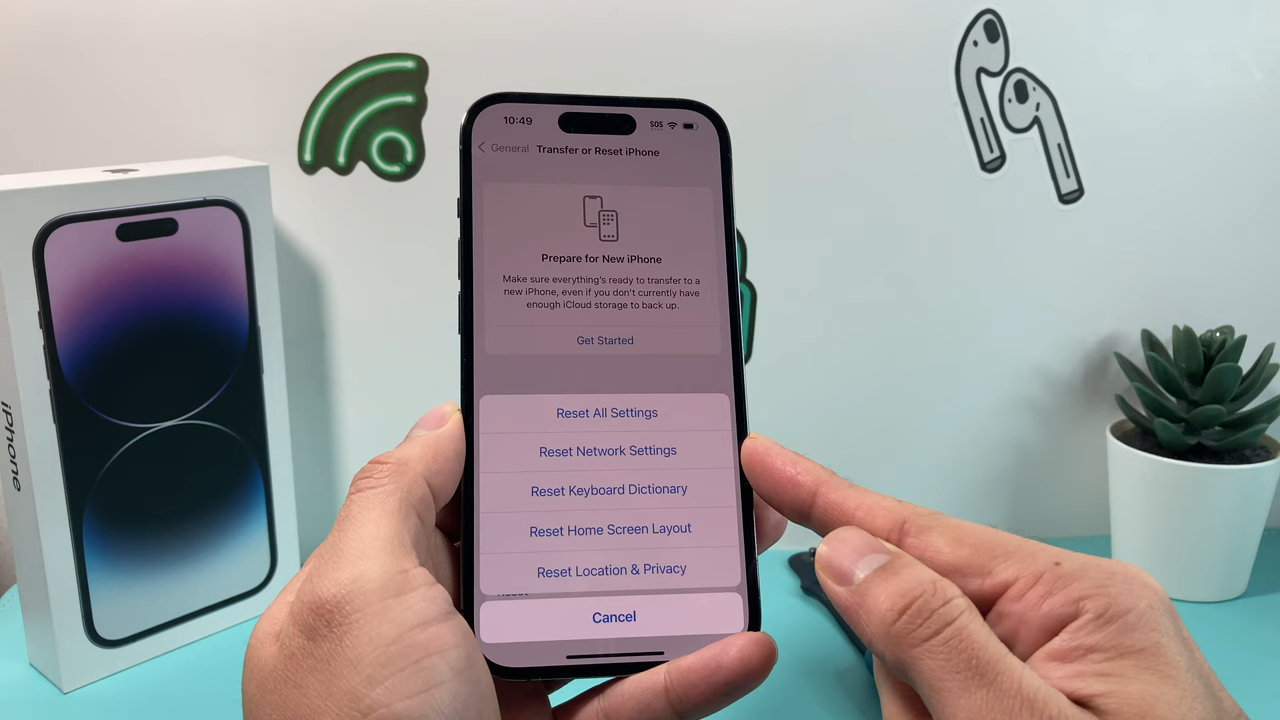 iPhone
10:49
SOS
General
Transfer or Reset iPhone
Prepare for New iPhone
Make sure everything's ready to transfer to a
new iPhone, even if you don't currently have
enough iCloud storage to back up.
Get Started
Reset All Settings
Reset Network Settings
Reset Keyboard Dictionary
Reset Home Screen Layout
Reset Location & Privacy
Reset
Cancel